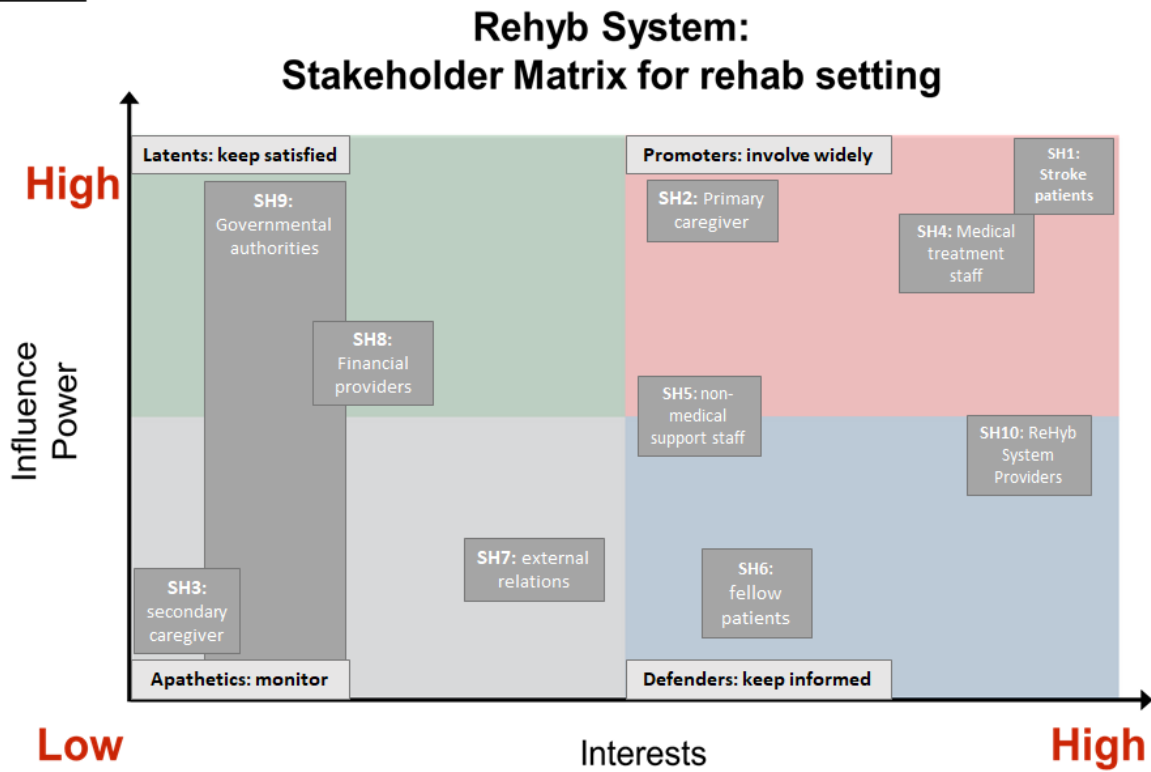 Rehyb System:
Stakeholder Matrix for rehab setting
Latents: keep satisfied
Promoters: involve widely
High
SH1:
Stroke
patients
SH9:
Governmental
authorities
SH2: Primary
caregiver
SH4: Medical
treatment
staff
SH8:
Financial
providers
Influence
Power
SH5: non-
medical
support staff
SH10: ReHyb
System
Providers
SH7: external
relations
SH6:
fellow
patients
SH3:
secondary
caregiver
Apathetics: monitor
Defenders: keep informed
Low
Interests
High